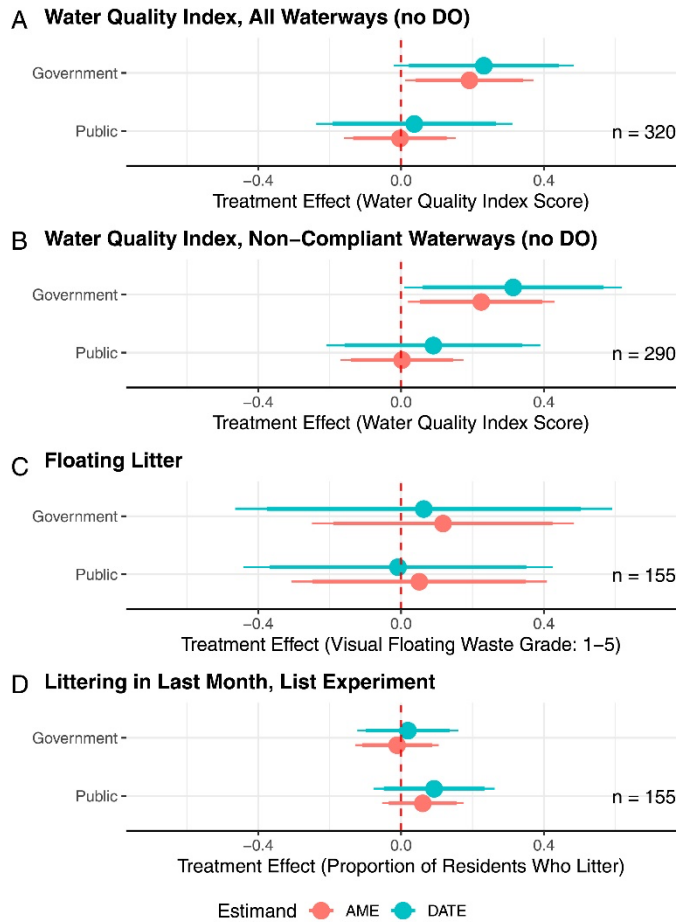 A Water Quality Index, All Waterways (no DO)
Government
Public
n = 320
−0.4 0.0 0.4
Treatment Effect (Water Quality Index Score)
B Water Quality Index, Non−Compliant Waterways (no DO)
Government
Public
n = 290
−0.4 0.0 0.4
Treatment Effect (Water Quality Index Score)
C Floating Litter
Government
Public
n = 155
−0.4 0.0 0.4
Treatment Effect (Visual Floating Waste Grade: 1−5)
D Littering in Last Month, List Experiment
Government
Public
n = 155
−0.4 0.0 0.4
Treatment Effect (Proportion of Residents Who Litter)
Estimand AME DATE